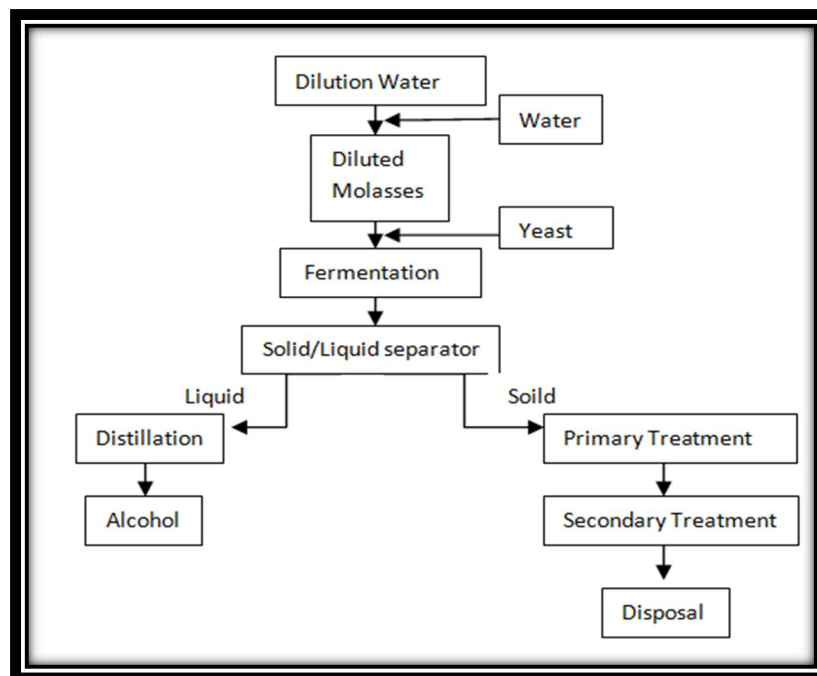 Dilution Water
Water
Diluted
Molasses
Yeast
Fermentation
Solid/Liquid separator
Liquid
Soild
Distillation
Primary Treatment
Alcohol
Secondary Treatment
Disposal